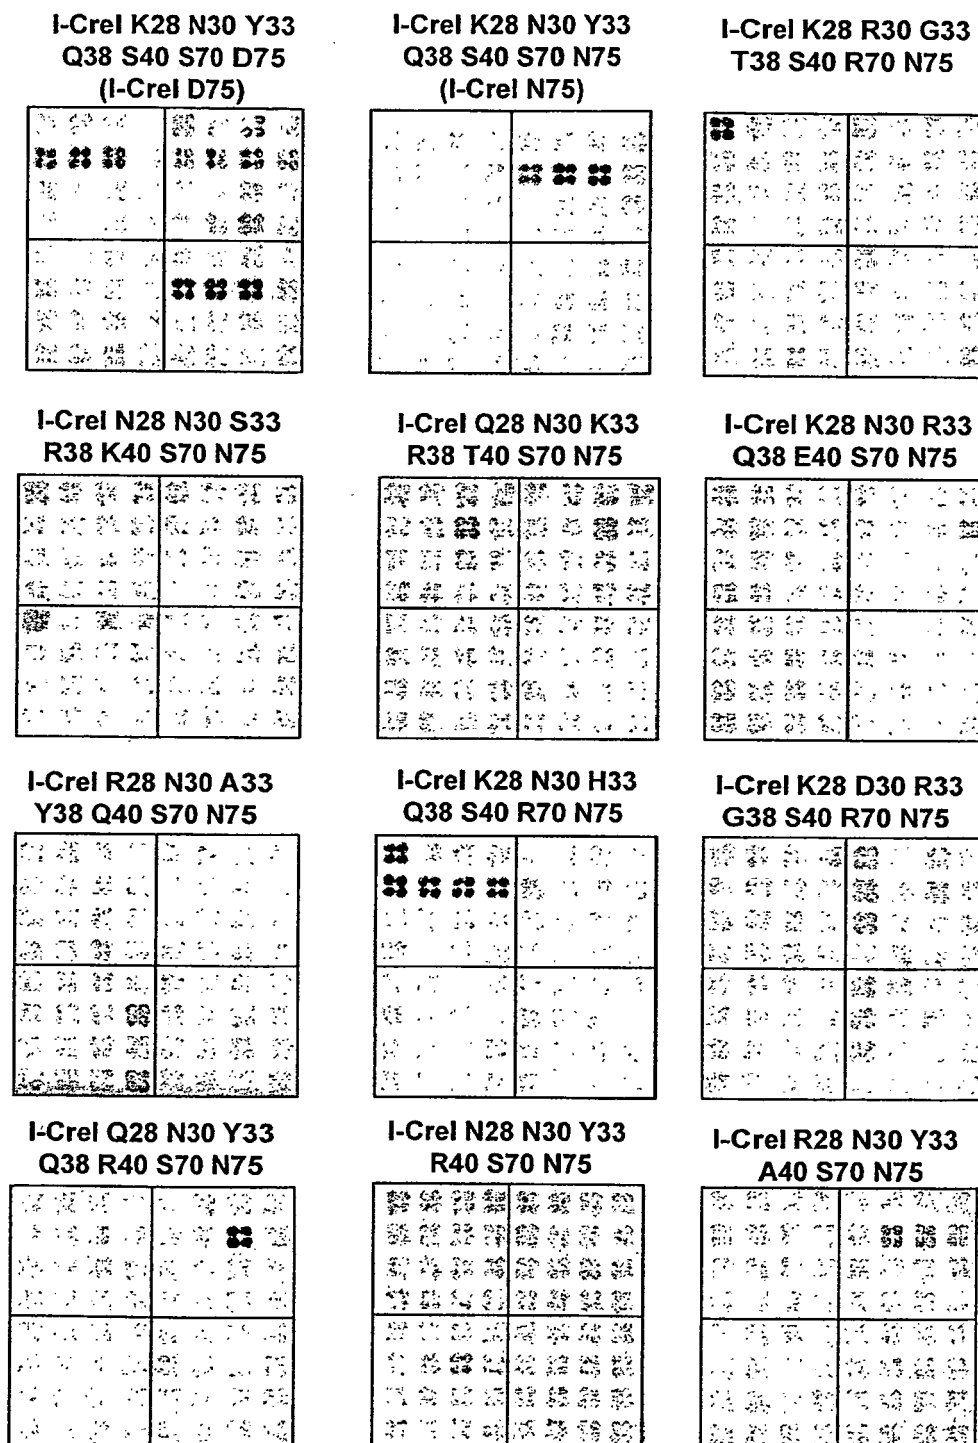 I-CreI K28 N30 Y33
Q38 S40 S70 D75
(I-CreI D75)
I-CreI K28 N30 Y33
Q38 S40 S70 N75
(I-CreI N75)
I-CreI K28 R30 G33
T38 S40 R70 N75
I-CreI N28 N30 S33
R38 K40 S70 N75
I-CreI Q28 N30 K33
R38 T40 S70 N75
I-CreI K28 N30 R33
Q38 E40 S70 N75
I-CreI R28 N30 A33
Y38 Q40 S70 N75
I-CreI K28 N30 H33
Q38 S40 R70 N75
I-CreI K28 D30 R33
G38 S40 R70 N75
I-CreI Q28 N30 Y33
Q38 R40 S70 N75
I-CreI N28 N30 Y33
R40 S70 N75
I-CreI R28 N30 Y33
A40 S70 N75